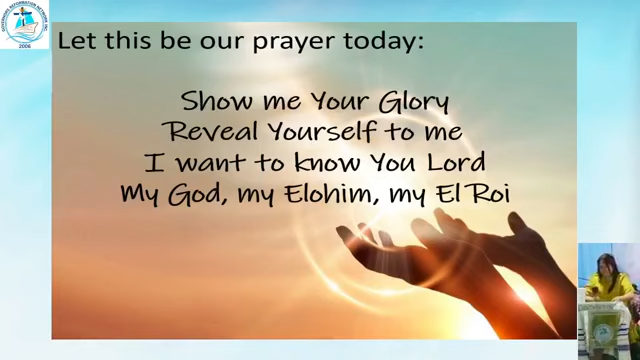 Let this be our prayer today:
Show me Your Glory
Reveal Yourself to me
I want to know You Lord
My God, my Elohim, my El Roi
2006